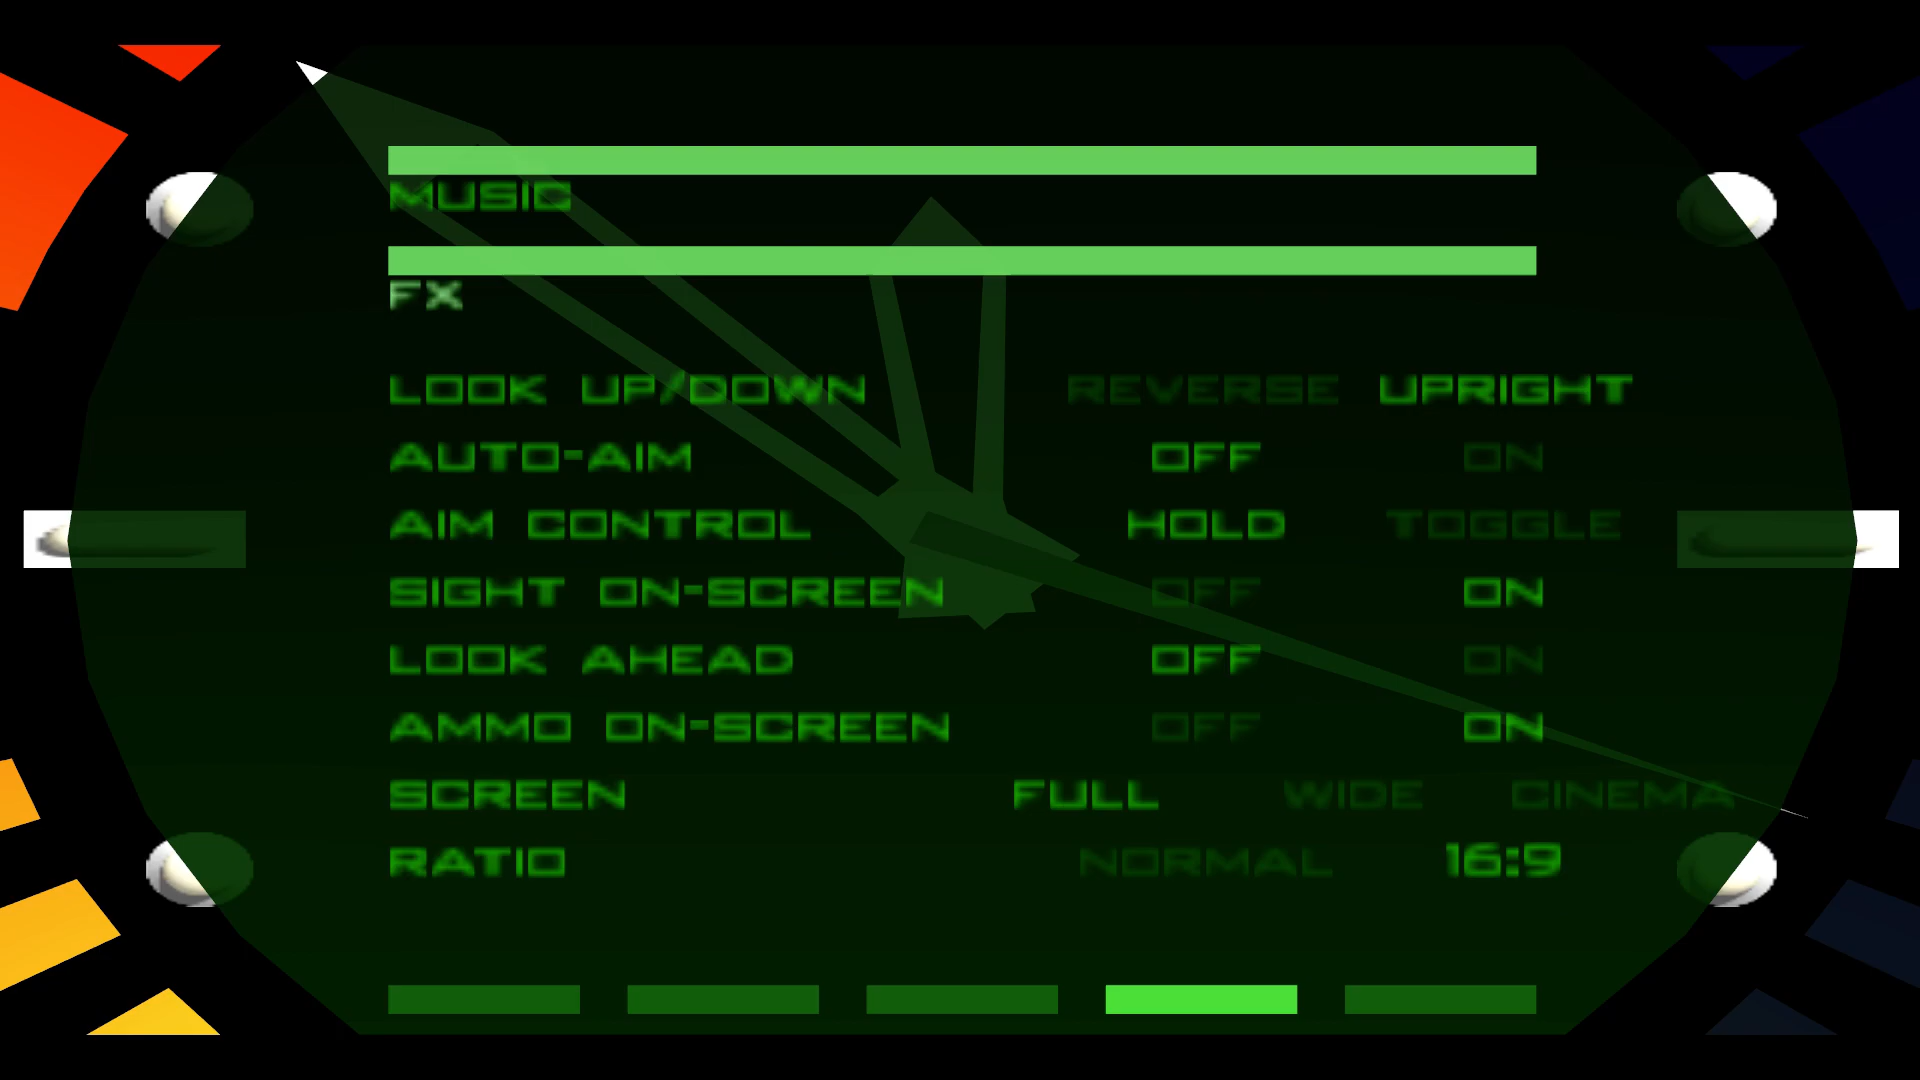 MUSIC
FX
LOOK UP/DOWN REVERSE UPRIGHT
AUTO-AIM OFF ON
AIM CONTROL HOLD TOGGLE
SIGHT ON-SCREEN OFF ON
LOOK AHEAD OFF ON
AMMO ON-SCREEN OFF ON
SCREEN FULL WIDE CINEMA
RATIO NORMAL 16:9